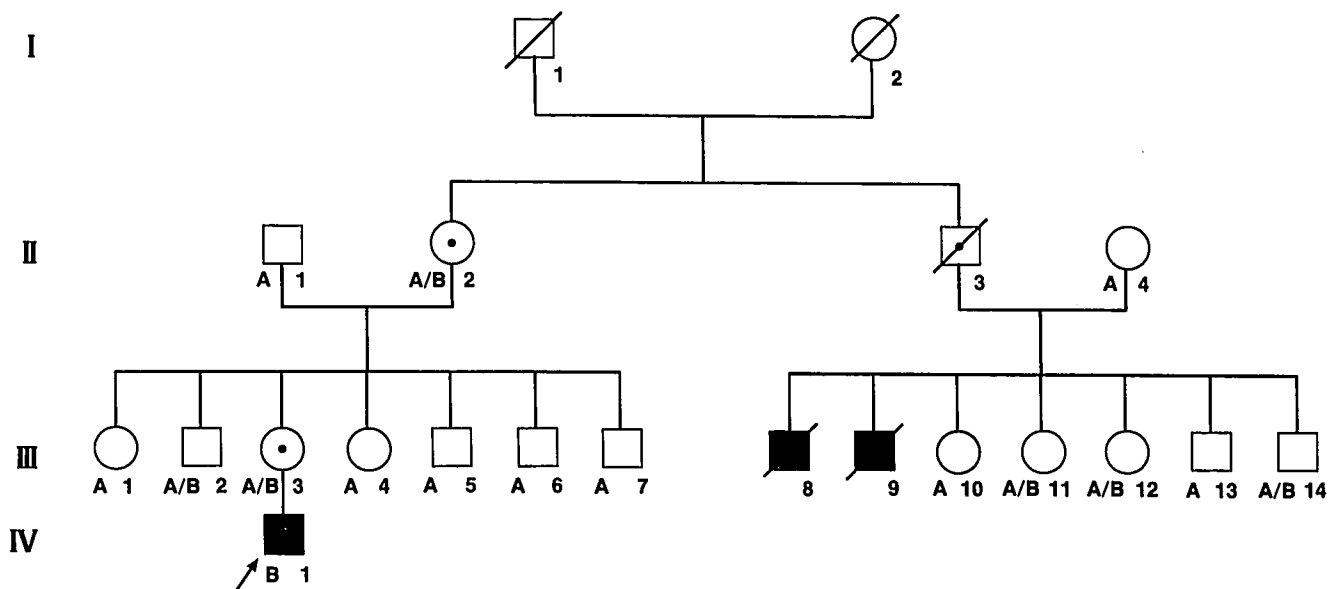 I
1
2
II
A 1
A/B 2
3
A 4
III
A 1
A/B 2
A/B 3
A 4
A 5
A 6
A 7
8
9
A 10
A/B 11
A/B 12
A 13
A/B 14
IV
B 1